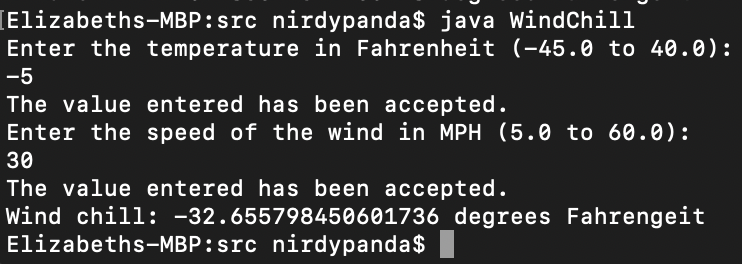 Elizabeths-MBP:src nirdypanda$ java WindChill
Enter the temperature in Fahrenheit (-45.0 to 40.0):
-5
The value entered has been accepted.
Enter the speed of the wind in MPH (5.0 to 60.0):
30
The value entered has been accepted.
Wind chill: -32.655798450601736 degrees Fahrengeit
Elizabeths-MBP:src nirdypanda$